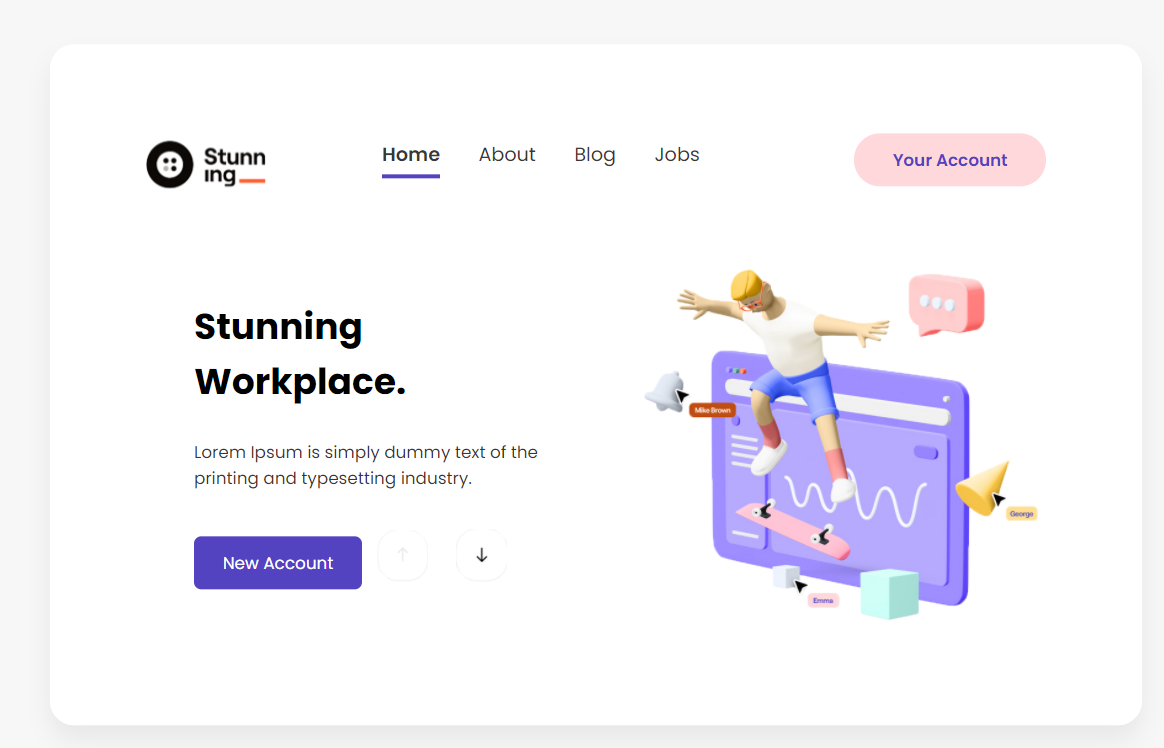 Stunn
ing
Home About Blog Jobs
Your Account
Stunning
Workplace.
Lorem Ipsum is simply dummy text of the
printing and typesetting industry.
New Account
Mike Brown
George
Emma